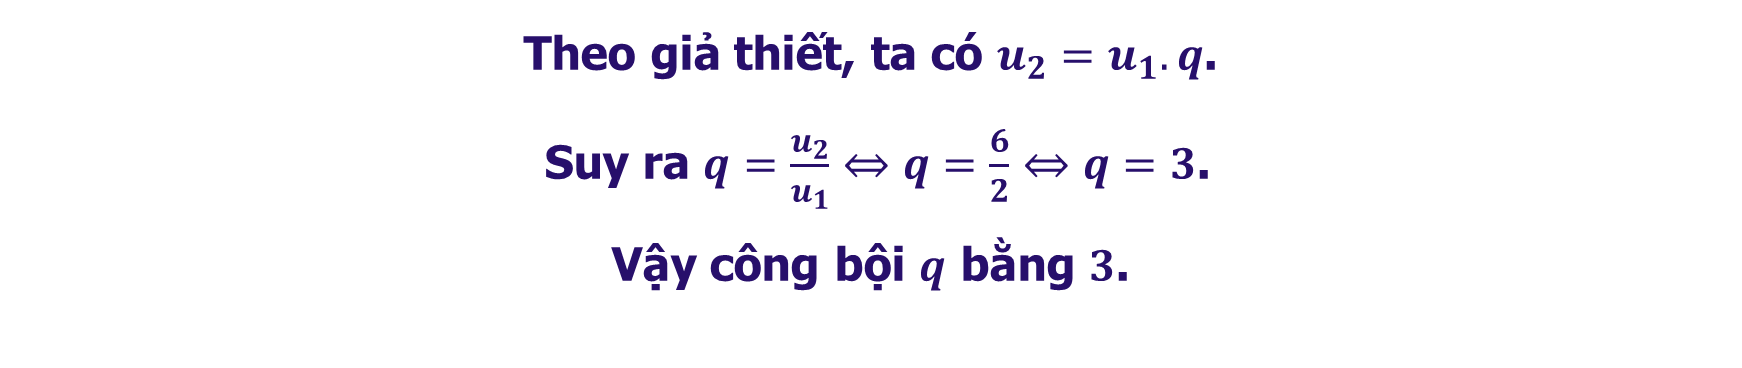 Theo giả thiết, ta có u₂ = u₁. q.
Suy ra q = u₂/u₁ ⇔ q = 6/2 ⇔ q = 3.
Vậy công bội q bằng 3.